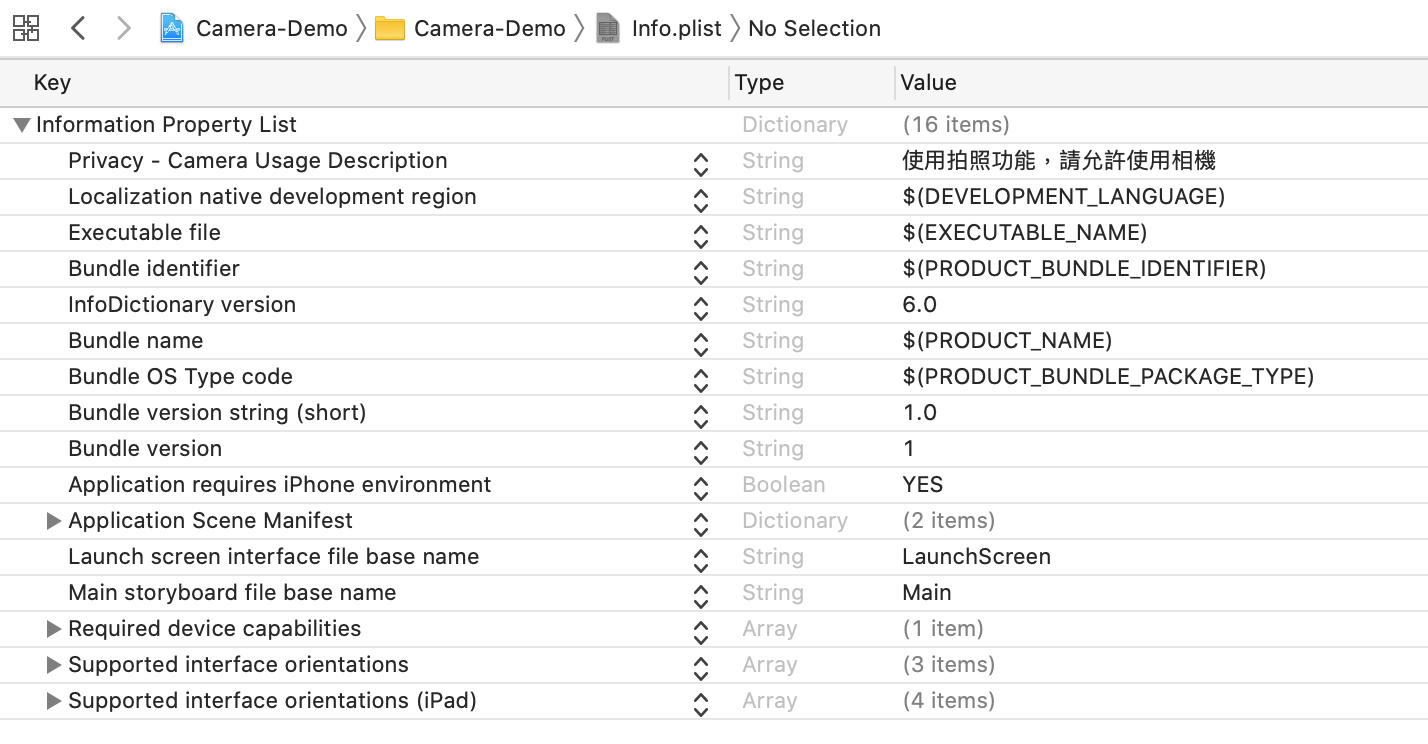 Camera-Demo Camera-Demo Info.plist No Selection
Key Type Value
Information Property List Dictionary (16 items)
Privacy - Camera Usage Description String 使用拍照功能，請允許使用相機
Localization native development region String $(DEVELOPMENT_LANGUAGE)
Executable file String $(EXECUTABLE_NAME)
Bundle identifier String $(PRODUCT_BUNDLE_IDENTIFIER)
InfoDictionary version String 6.0
Bundle name String $(PRODUCT_NAME)
Bundle OS Type code String $(PRODUCT_BUNDLE_PACKAGE_TYPE)
Bundle version string (short) String 1.0
Bundle version String 1
Application requires iPhone environment Boolean YES
Application Scene Manifest Dictionary (2 items)
Launch screen interface file base name String LaunchScreen
Main storyboard file base name String Main
Required device capabilities Array (1 item)
Supported interface orientations Array (3 items)
Supported interface orientations (iPad) Array (4 items)